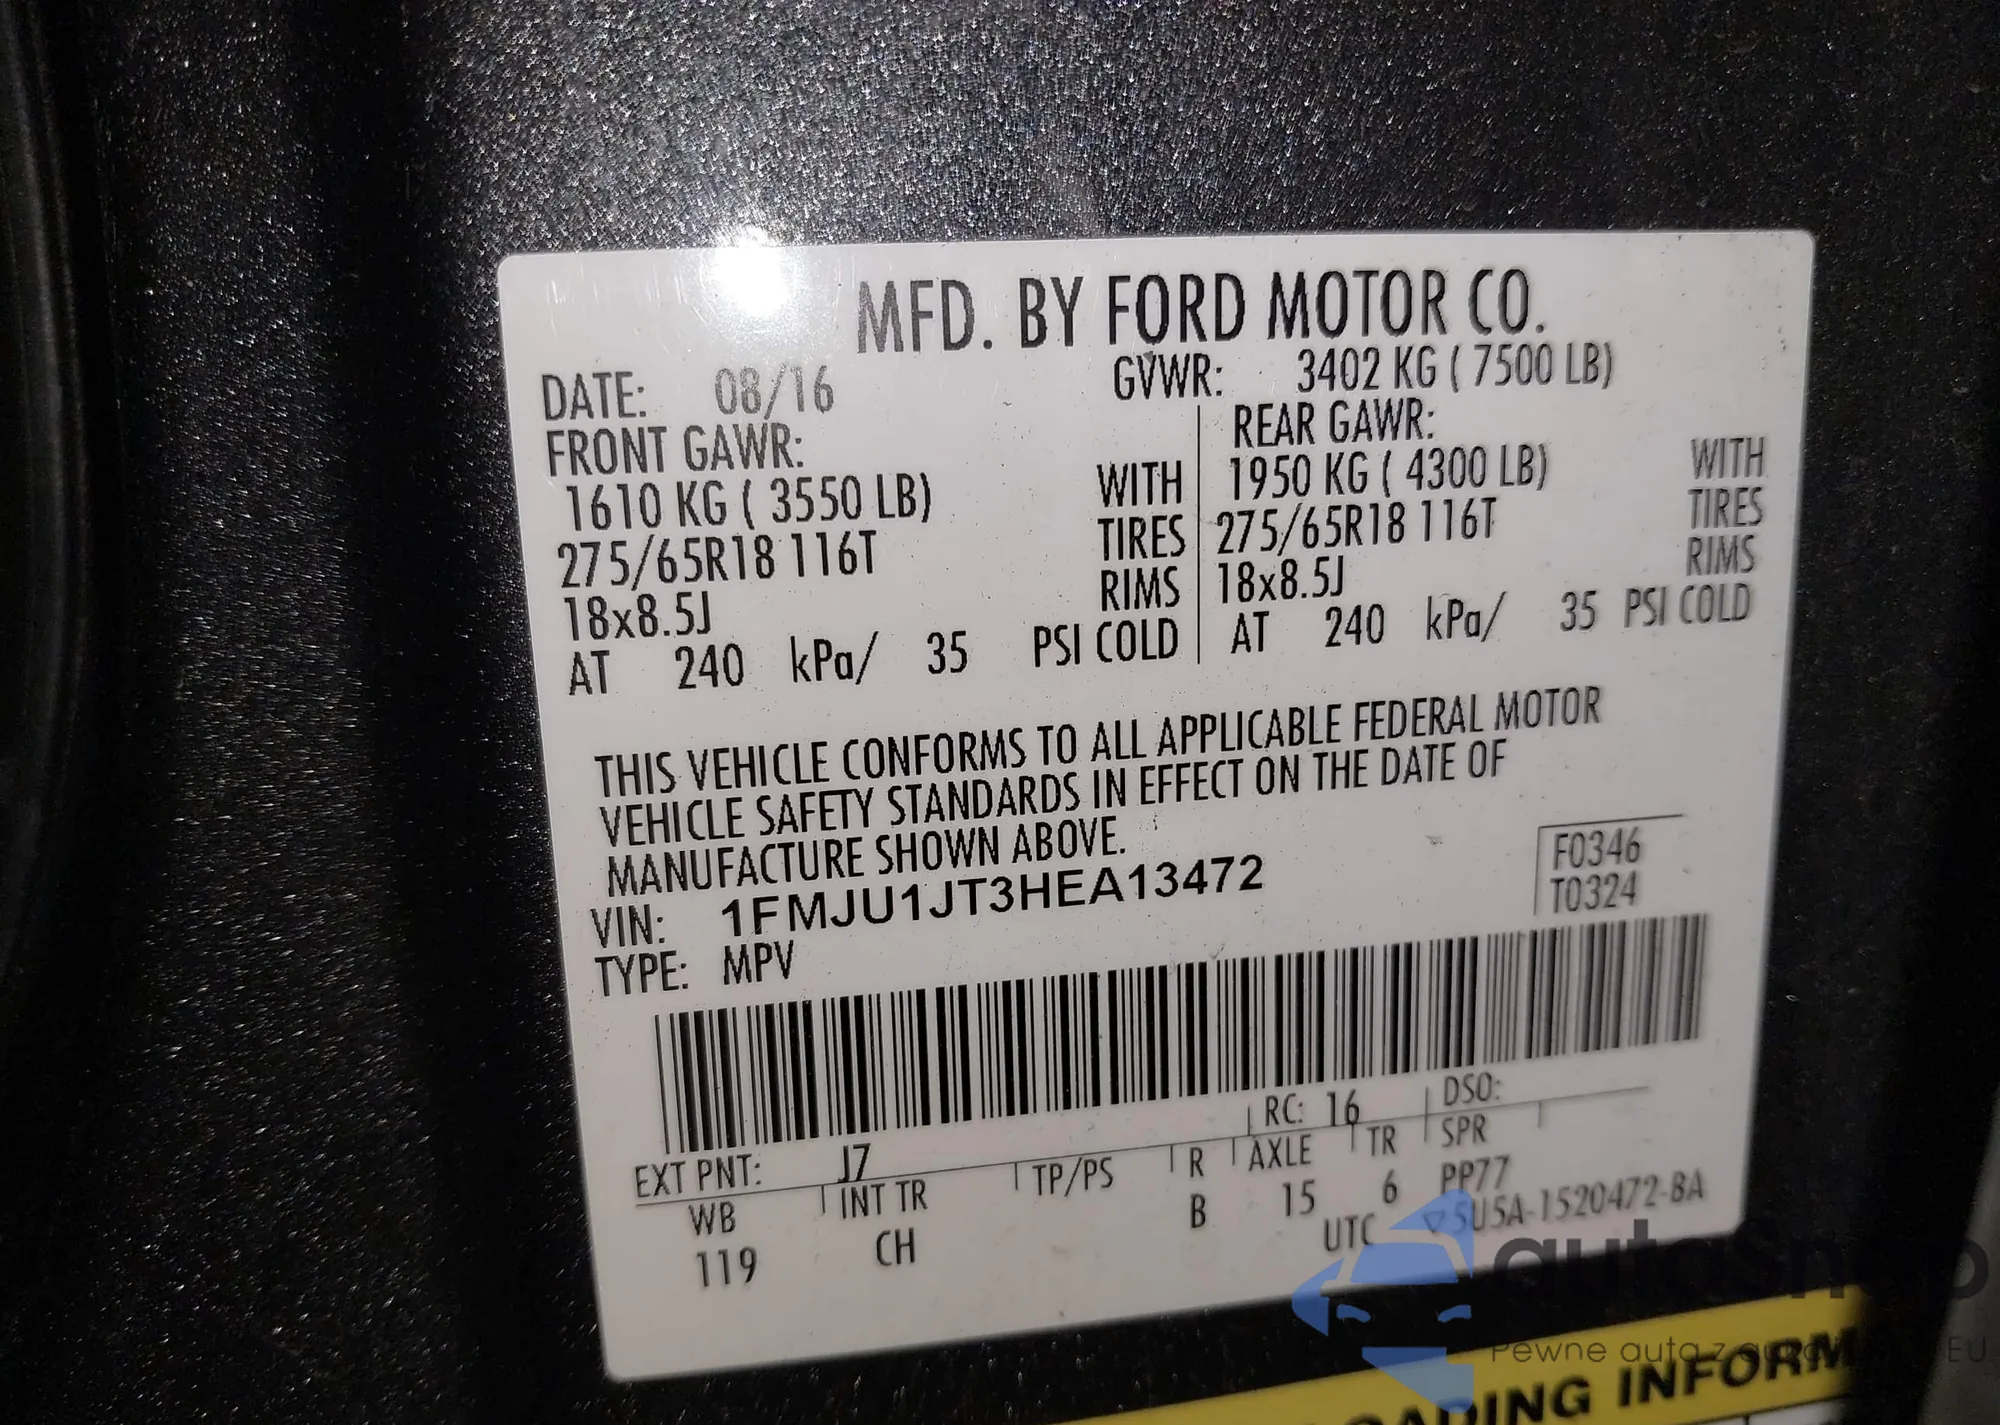 MFD. BY FORD MOTOR CO.
DATE: 08/16 GVWR: 3402 KG ( 7500 LB)
FRONT GAWR: REAR GAWR:
1610 KG ( 3550 LB) WITH 1950 KG ( 4300 LB) WITH
275/65R18 116T TIRES 275/65R18 116T TIRES
18x8.5J RIMS 18x8.5J RIMS
AT 240 kPa/ 35 PSI COLD AT 240 kPa/ 35 PSI COLD
THIS VEHICLE CONFORMS TO ALL APPLICABLE FEDERAL MOTOR
VEHICLE SAFETY STANDARDS IN EFFECT ON THE DATE OF
MANUFACTURE SHOWN ABOVE.
F0346
VIN: 1FMJU1JT3HEA13472
T0324
TYPE: MPV
RC: 16 DSO:
EXT PNT: J7
WB INT TR TP/PS R AXLE TR SPR
119 CH B 15 6 PP77
UTC ▽5U5A-1520472-BA
autasnap
Pewne auta z EU
LOADING INFORM